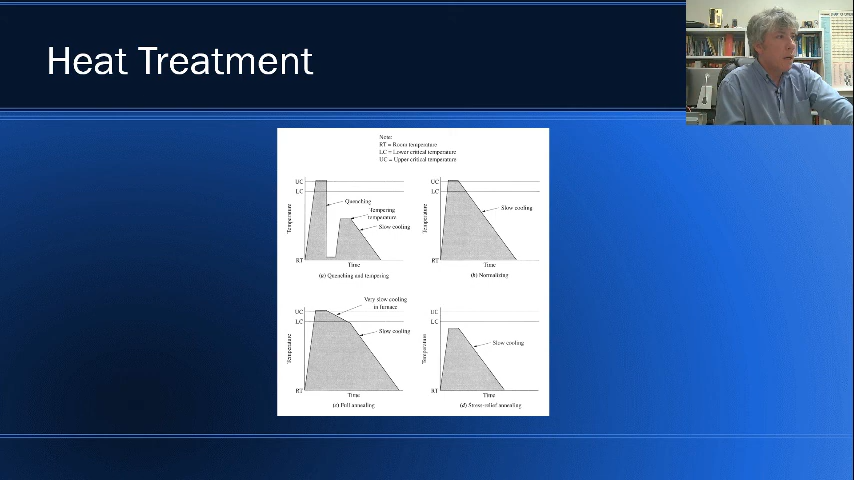 Heat Treatment
Note:
RT = Room temperature
LC = Lower critical temperature
UC = Upper critical temperature
UC
LC
Temperature
RT
Quenching
Tempering
temperature
Slow cooling
Time
(a) Quenching and tempering
UC
LC
Temperature
RT
Slow cooling
Time
(b) Normalizing
Very slow cooling
in furnace
UC
LC
Temperature
RT
Slow cooling
Time
(c) Full annealing
UC
LC
Temperature
RT
Slow cooling
Time
(d) Stress-relief annealing